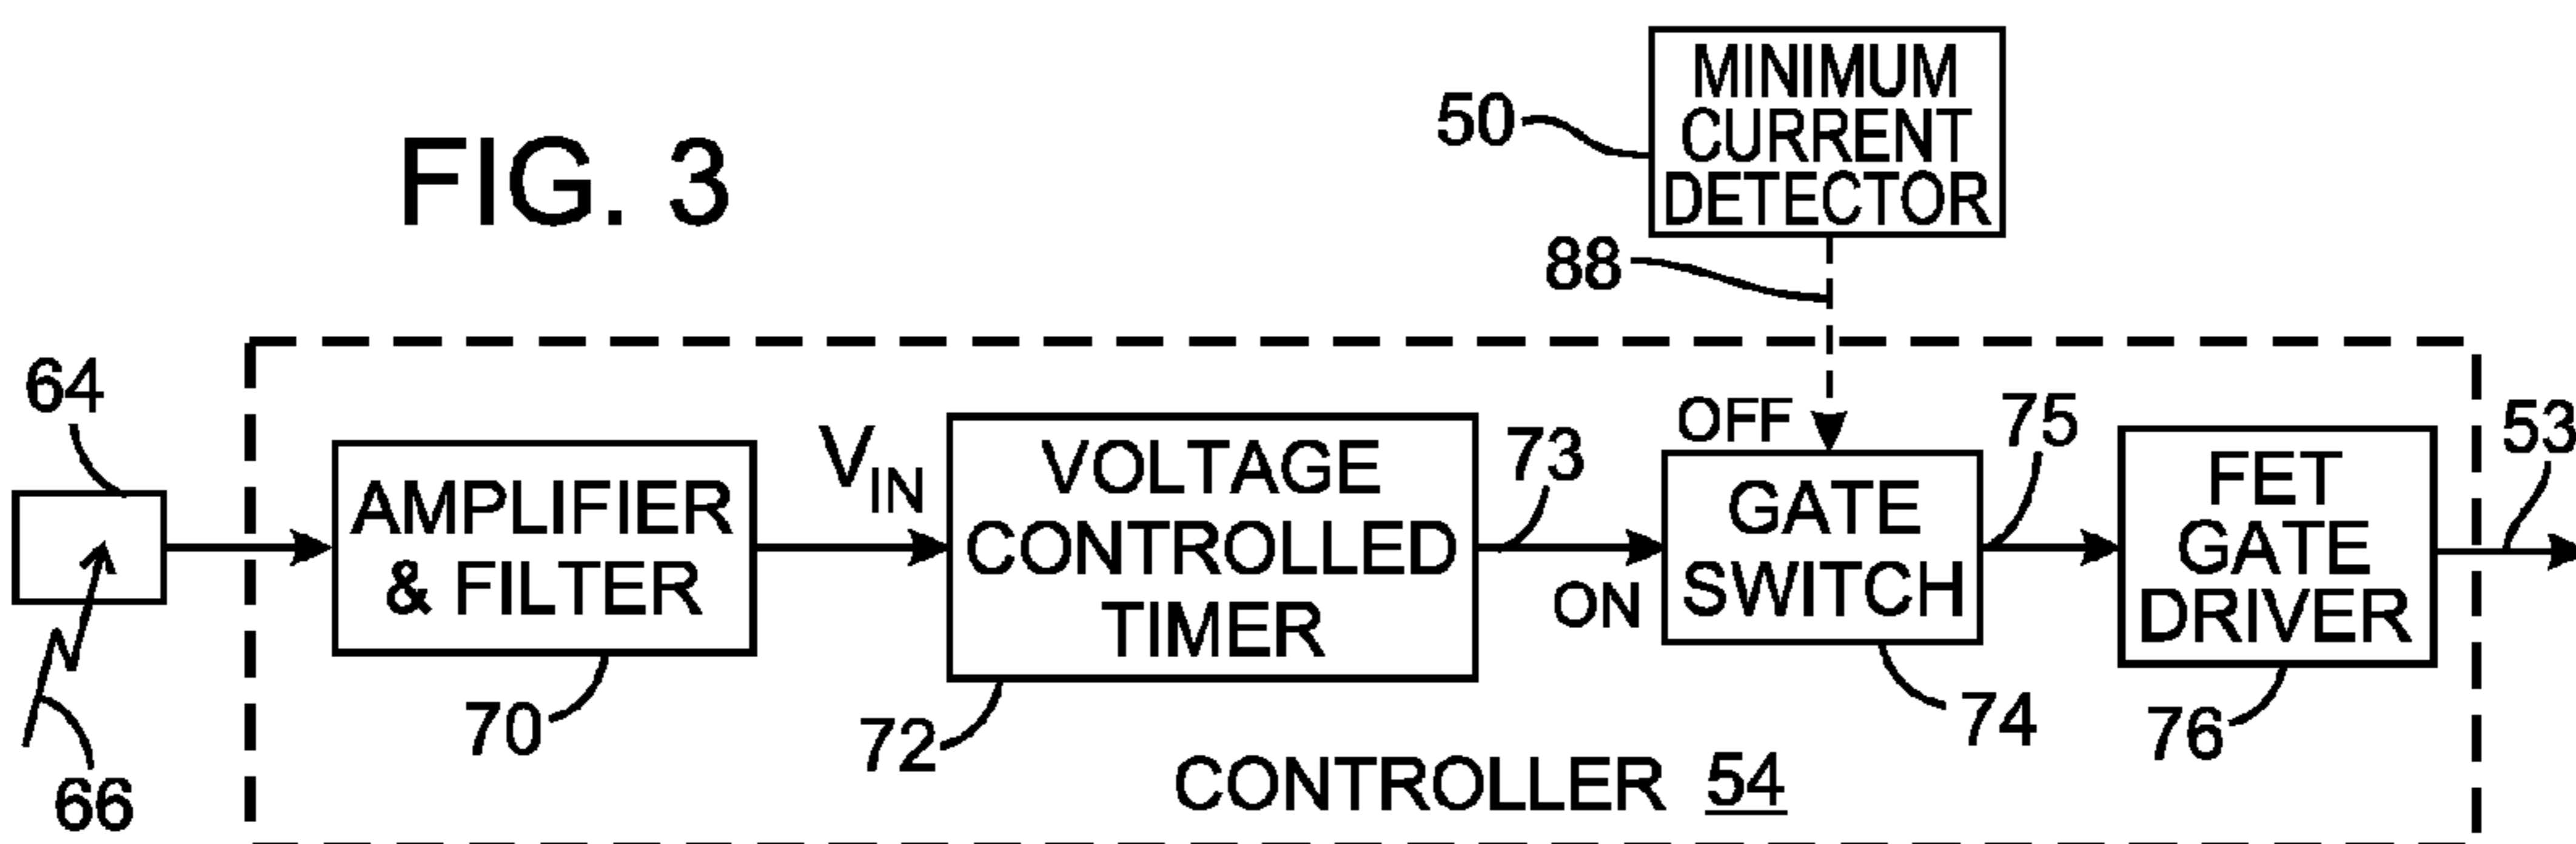 FIG. 3
MINIMUM
CURRENT
DETECTOR
50
88
64
66
AMPLIFIER
& FILTER
70
VIN
VOLTAGE
CONTROLLED
TIMER
72
73
ON
OFF
GATE
SWITCH
74
75
FET
GATE
DRIVER
76
53
CONTROLLER 54